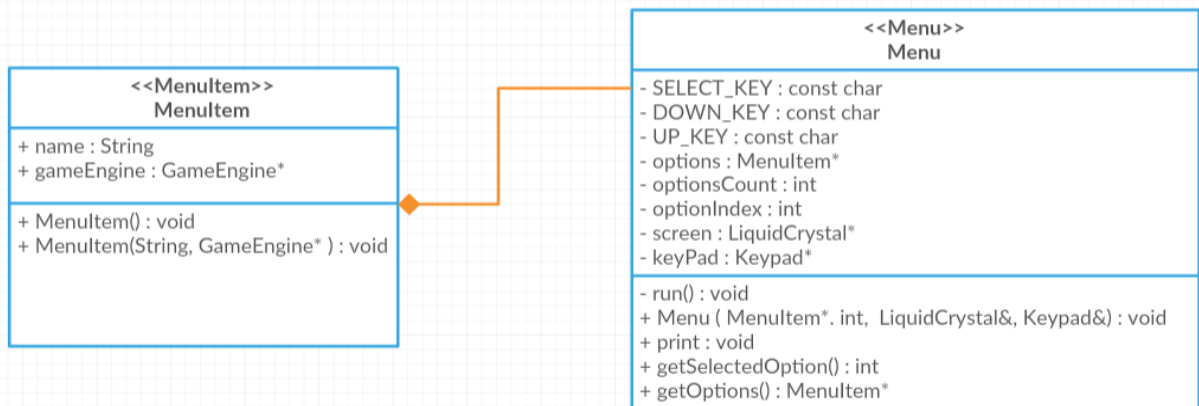 <<MenuItem>>
MenuItem
+ name : String
+ gameEngine : GameEngine*
+ MenuItem() : void
+ MenuItem(String, GameEngine* ) : void
<<Menu>>
Menu
- SELECT_KEY : const char
- DOWN_KEY : const char
- UP_KEY : const char
- options : MenuItem*
- optionsCount : int
- optionIndex : int
- screen : LiquidCrystal*
- keyPad : Keypad*
- run() : void
+ Menu ( MenuItem*. int,  LiquidCrystal&, Keypad&) : void
+ print : void
+ getSelectedOption() : int
+ getOptions() : MenuItem*